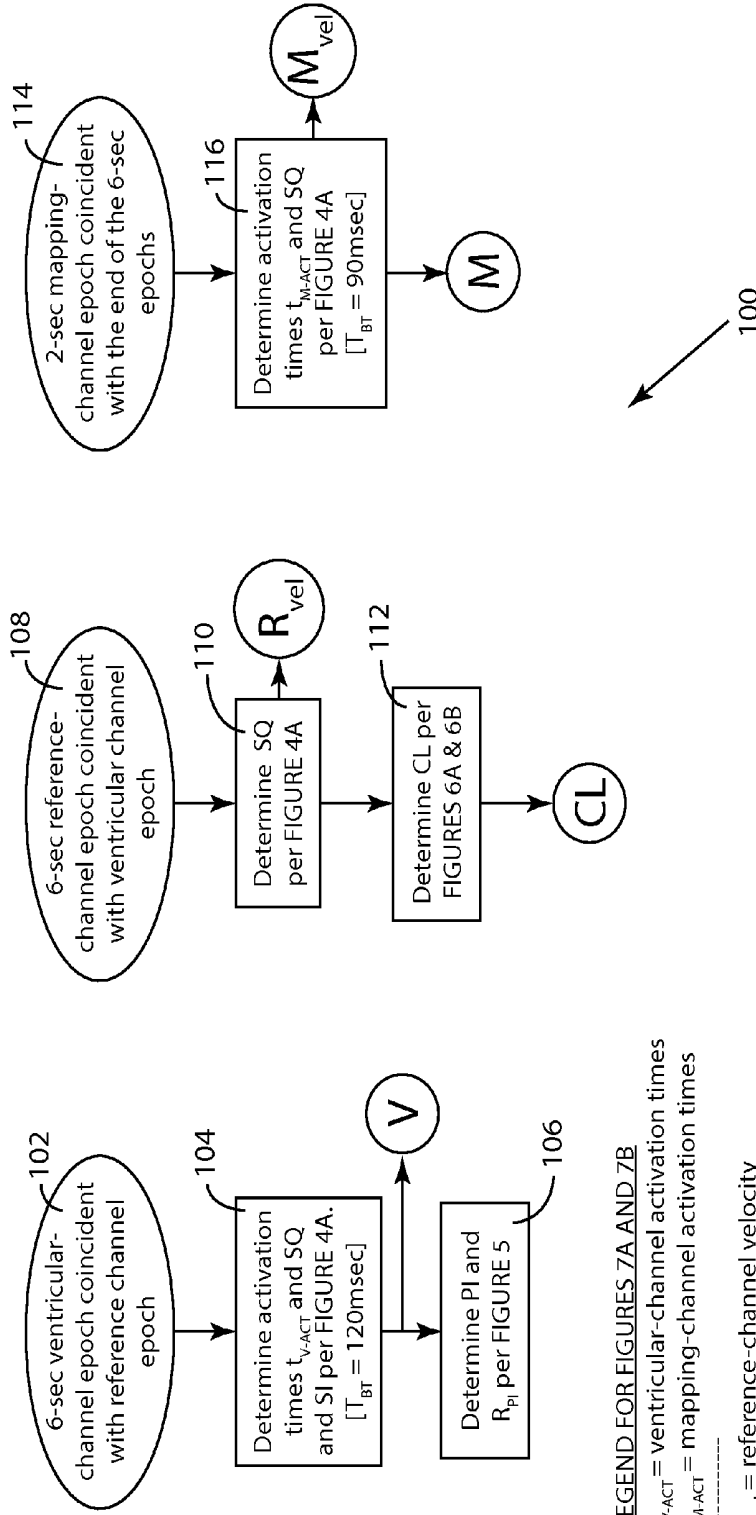 102
6-sec ventricular-
channel epoch coincident
with reference channel
epoch
104
Determine activation
times t_V-ACT and SQ
and SI per FIGURE 4A.
[T_BT = 120msec]
V
106
Determine PI and
R_PI per FIGURE 5
108
6-sec reference-
channel epoch coincident
with ventricular channel
epoch
110
Determine SQ
per FIGURE 4A
R_vel
112
Determine CL per
FIGURES 6A & 6B
CL
114
2-sec mapping-
channel epoch coincident
with the end of the 6-sec
epochs
116
Determine activation
times t_M-ACT and SQ
per FIGURE 4A
[T_BT = 90msec]
M_vel
M
100
EGEND FOR FIGURES 7A AND 7B
V-ACT = ventricular-channel activation times
M-ACT = mapping-channel activation times
----------
= reference-channel velocity